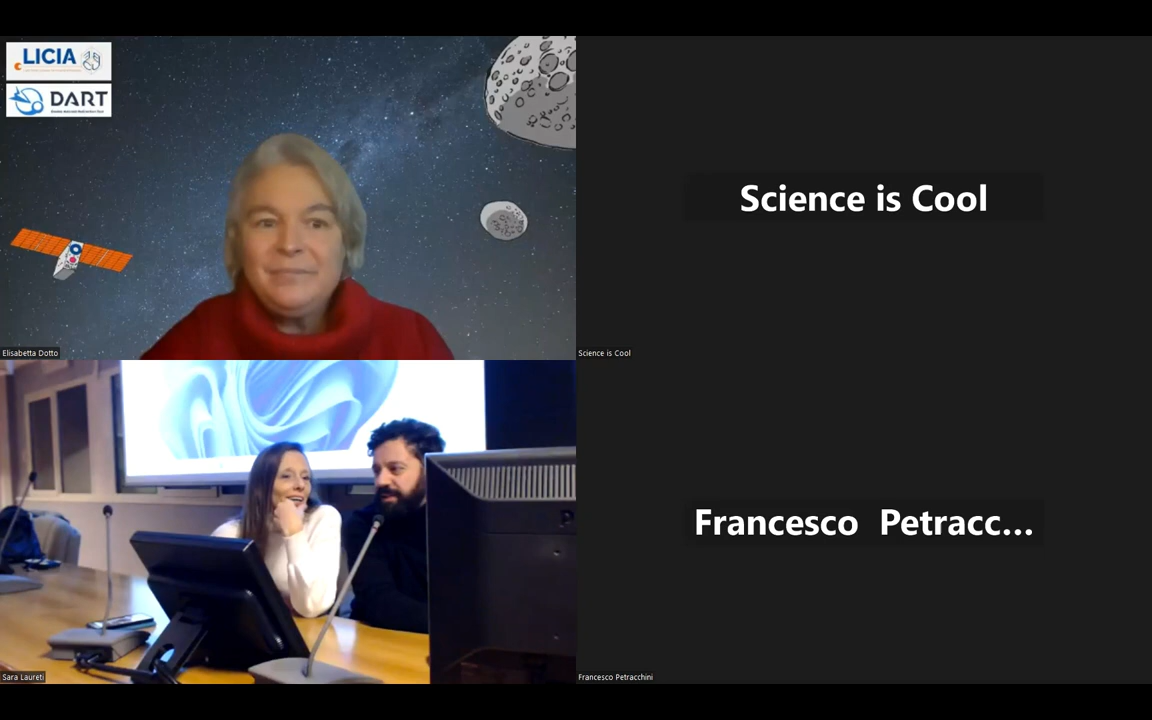 LICIA
DART
Science is Cool
Elisabetta Dotto
Science is Cool
Francesco Petracc...
Sara Laureti
Francesco Petracchini